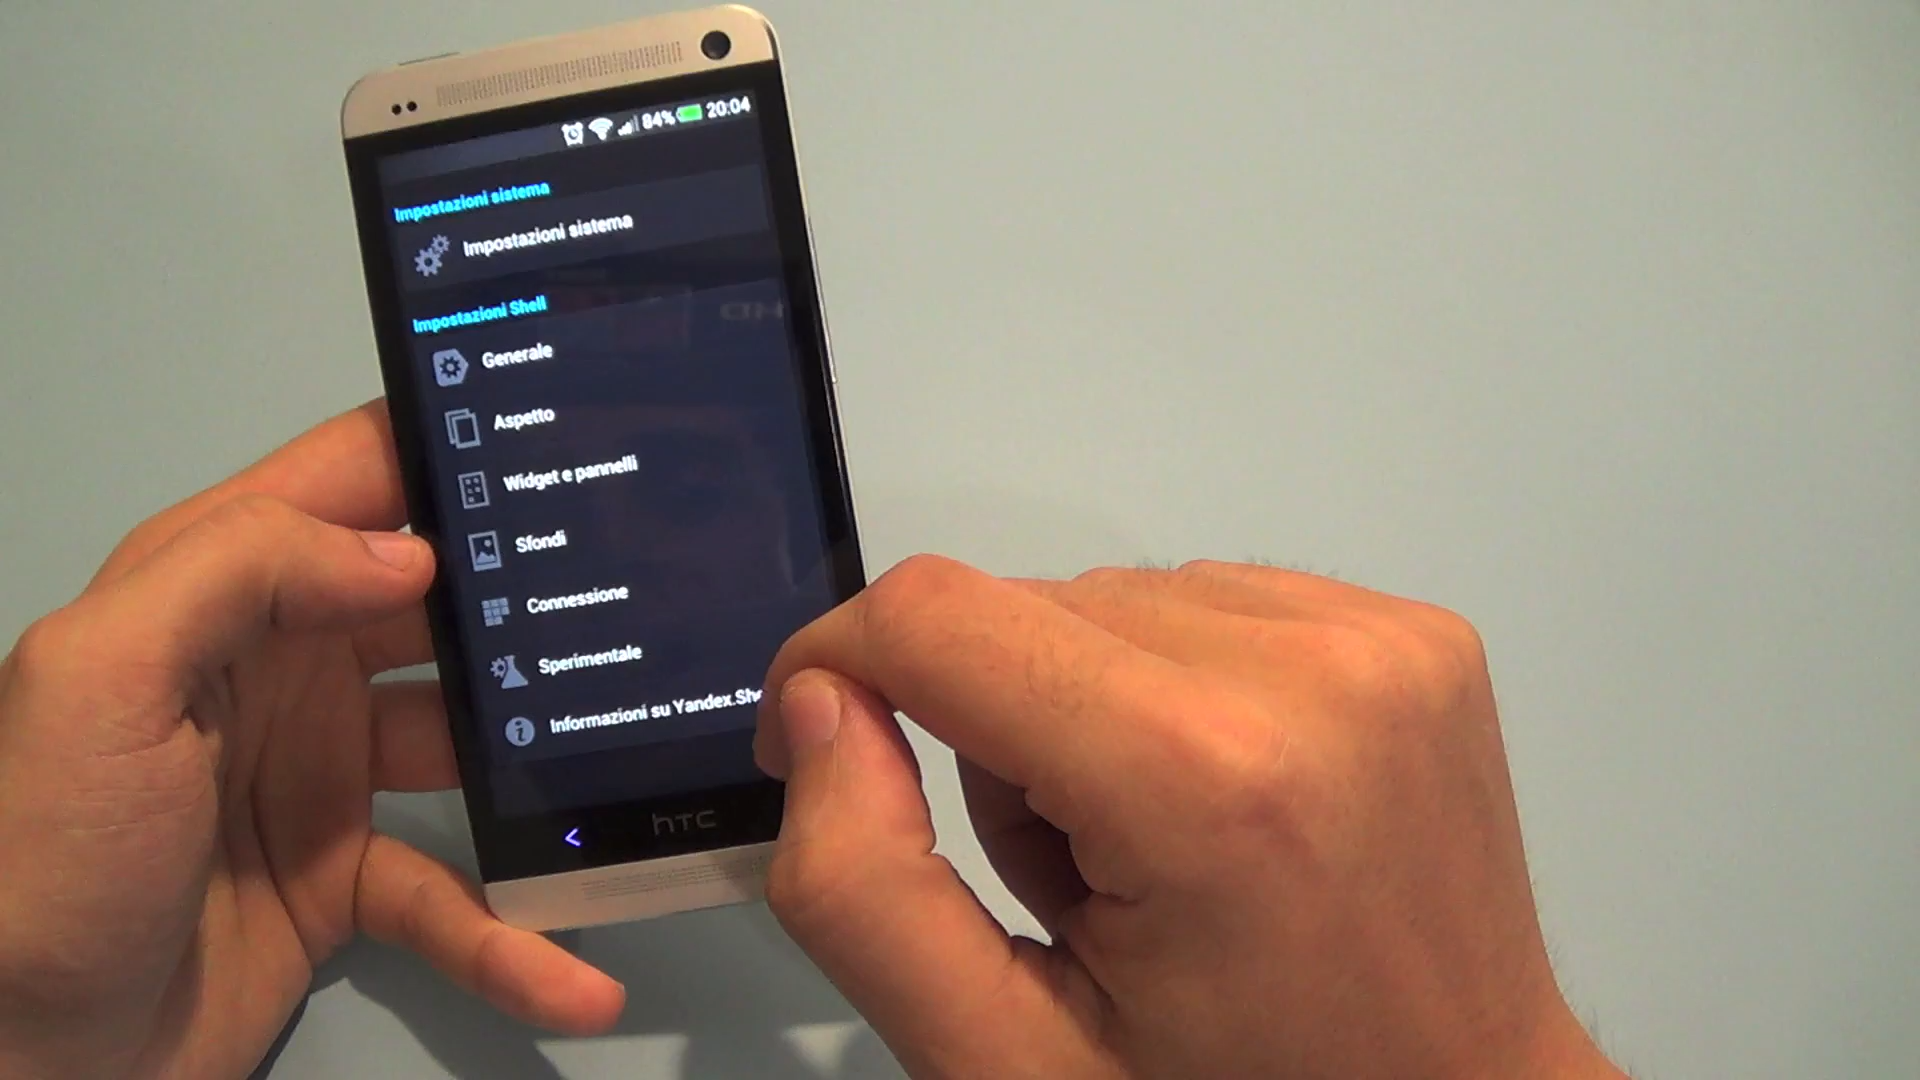 84% 20:04
Impostazioni sistema
Impostazioni sistema
Impostazioni Shell
Generale
Aspetto
Widget e pannelli
Sfondi
Connessione
Sperimentale
Informazioni su Yandex.She
hTC